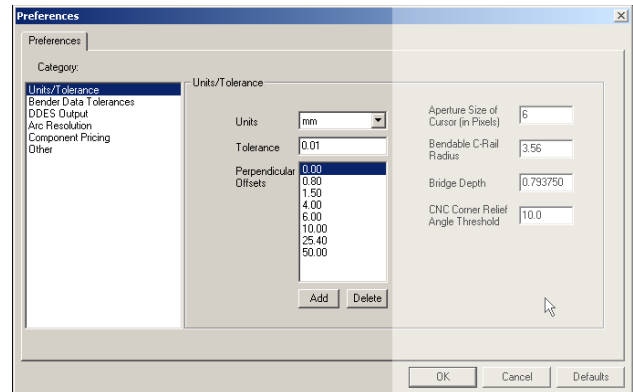 Preferences
Preferences
Category:
Units/Tolerance
Bender Data Tolerances
DDES Output
Arc Resolution
Component Pricing
Other
Units/Tolerance
Units
mm
Tolerance
0.01
Perpendicular
Offsets
0.00
0.80
1.50
4.00
6.00
10.00
25.40
50.00
Add
Delete
Aperture Size of
Cursor (in Pixels)
6
Bendable C-Rail
Radius
3.56
Bridge Depth
0.793750
CNC Corner Relief
Angle Threshold
10.0
OK
Cancel
Defaults